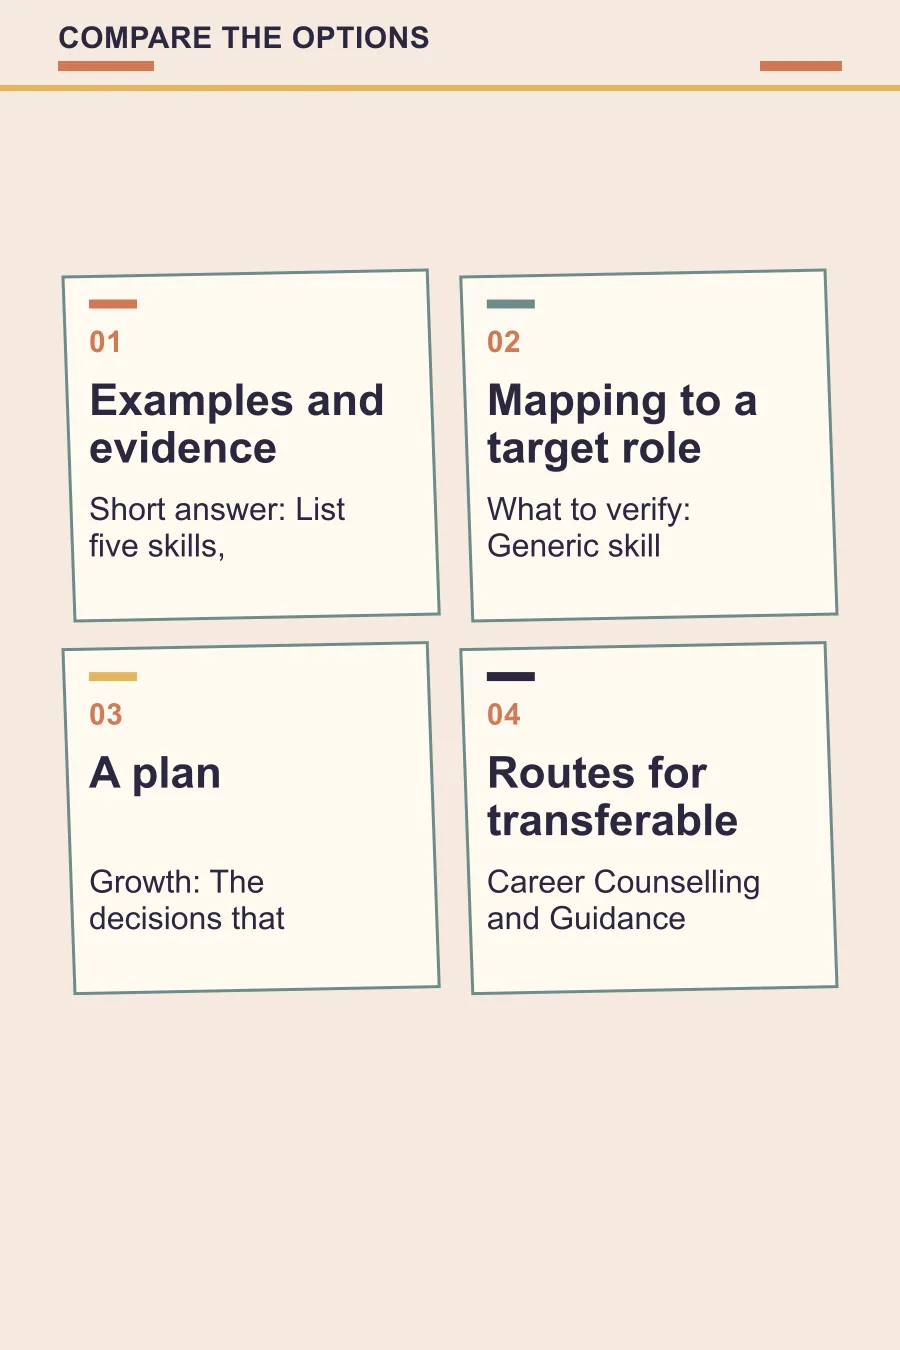 COMPARE THE OPTIONS
01
Examples and
evidence
Short answer: List
five skills,
02
Mapping to a
target role
What to verify:
Generic skill
03
A plan
Growth: The
decisions that
04
Routes for
transferable
Career Counselling
and Guidance